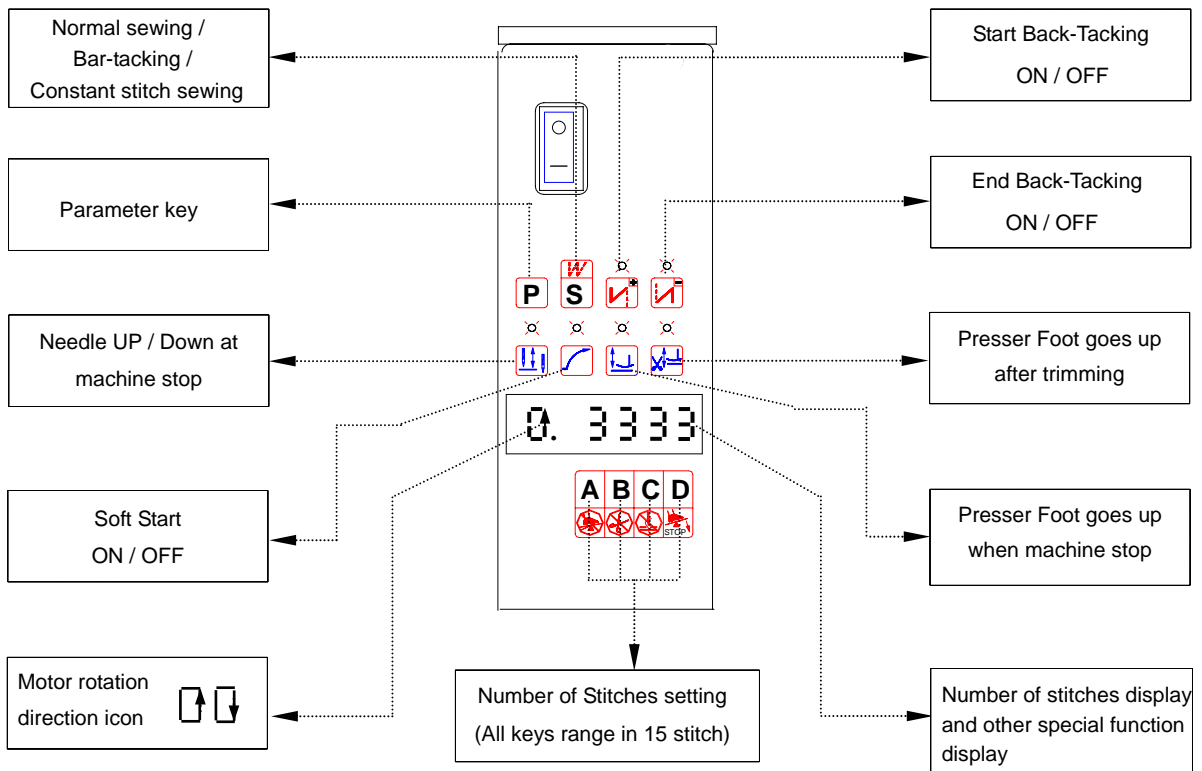 Normal sewing /
Bar-tacking /
Constant stitch sewing
Start Back-Tacking
ON / OFF
Parameter key
End Back-Tacking
ON / OFF
W
P S + -
Needle UP / Down at
machine stop
Presser Foot goes up
after trimming
0. 3333
A B C D
STOP
Soft Start
ON / OFF
Presser Foot goes up
when machine stop
Motor rotation
direction icon
Number of Stitches setting
(All keys range in 15 stitch)
Number of stitches display
and other special function
display